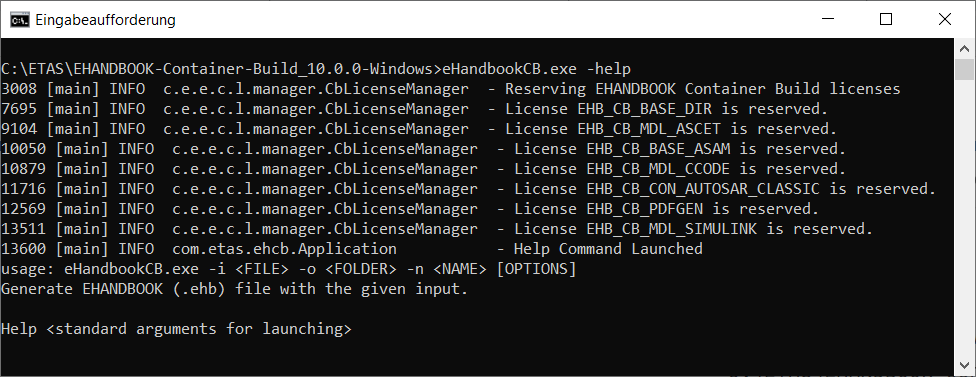 Eingabeaufforderung
C:\ETAS\EHANDBOOK-Container-Build_10.0.0-Windows>eHandbookCB.exe -help
3008 [main] INFO  c.e.e.c.l.manager.CbLicenseManager  - Reserving EHANDBOOK Container Build licenses
7695 [main] INFO  c.e.e.c.l.manager.CbLicenseManager  - License EHB_CB_BASE_DIR is reserved.
9104 [main] INFO  c.e.e.c.l.manager.CbLicenseManager  - License EHB_CB_MDL_ASCET is reserved.
10050 [main] INFO  c.e.e.c.l.manager.CbLicenseManager  - License EHB_CB_BASE_ASAM is reserved.
10879 [main] INFO  c.e.e.c.l.manager.CbLicenseManager  - License EHB_CB_MDL_CCODE is reserved.
11716 [main] INFO  c.e.e.c.l.manager.CbLicenseManager  - License EHB_CB_CON_AUTOSAR_CLASSIC is reserved.
12569 [main] INFO  c.e.e.c.l.manager.CbLicenseManager  - License EHB_CB_PDFGEN is reserved.
13511 [main] INFO  c.e.e.c.l.manager.CbLicenseManager  - License EHB_CB_MDL_SIMULINK is reserved.
13600 [main] INFO  com.etas.ehcb.Application           - Help Command Launched
usage: eHandbookCB.exe -i <FILE> -o <FOLDER> -n <NAME> [OPTIONS]
Generate EHANDBOOK (.ehb) file with the given input.
Help <standard arguments for launching>